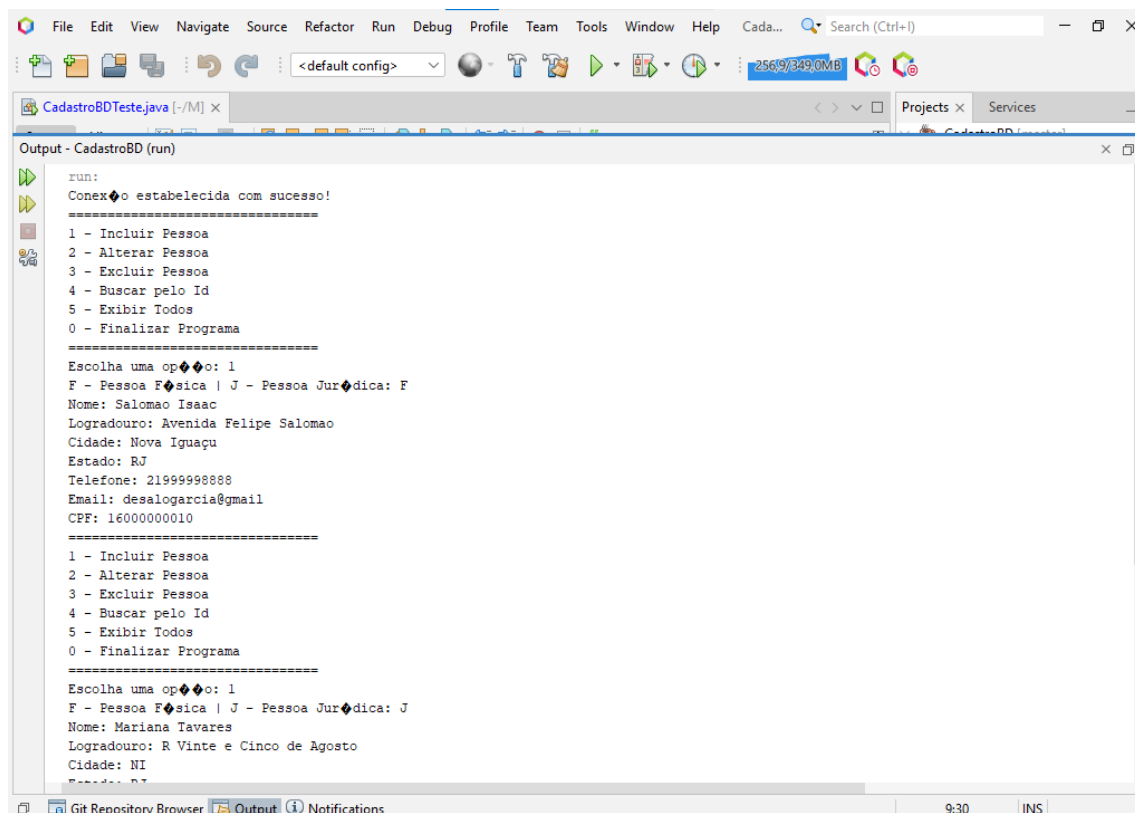 File Edit View Navigate Source Refactor Run Debug Profile Team Tools Window Help Cada... Search (Ctrl+I)
<default config> 256,9/349,0MB
CadastroBDTeste.java [-/M] Projects Services
CadastroBD [master]
Output - CadastroBD (run)
run:
Conex�o estabelecida com sucesso!
================================
1 - Incluir Pessoa
2 - Alterar Pessoa
3 - Excluir Pessoa
4 - Buscar pelo Id
5 - Exibir Todos
0 - Finalizar Programa
================================
Escolha uma op��o: 1
F - Pessoa F�sica | J - Pessoa Jur�dica: F
Nome: Salomao Isaac
Logradouro: Avenida Felipe Salomao
Cidade: Nova Iguaçu
Estado: RJ
Telefone: 21999998888
Email: desalogarcia@gmail
CPF: 16000000010
================================
1 - Incluir Pessoa
2 - Alterar Pessoa
3 - Excluir Pessoa
4 - Buscar pelo Id
5 - Exibir Todos
0 - Finalizar Programa
================================
Escolha uma op��o: 1
F - Pessoa F�sica | J - Pessoa Jur�dica: J
Nome: Mariana Tavares
Logradouro: R Vinte e Cinco de Agosto
Cidade: NI
Estado: RJ
Git Repository Browser Output Notifications 9:30 INS